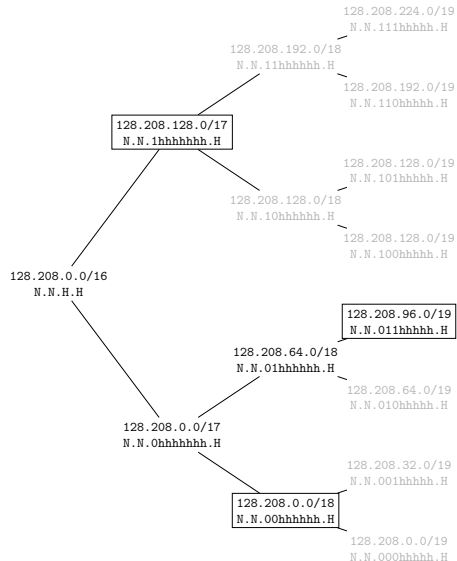 128.208.224.0/19
N.N.111hhhhh.H
128.208.192.0/18
N.N.11hhhhhh.H
128.208.192.0/19
N.N.110hhhhh.H
128.208.128.0/17
N.N.1hhhhhhh.H
128.208.128.0/19
N.N.101hhhhh.H
128.208.128.0/18
N.N.10hhhhhh.H
128.208.128.0/19
N.N.100hhhhh.H
128.208.0.0/16
N.N.H.H
128.208.96.0/19
N.N.011hhhhh.H
128.208.64.0/18
N.N.01hhhhhh.H
128.208.64.0/19
N.N.010hhhhh.H
128.208.0.0/17
N.N.0hhhhhhh.H
128.208.32.0/19
N.N.001hhhhh.H
128.208.0.0/18
N.N.00hhhhhh.H
128.208.0.0/19
N.N.000hhhhh.H